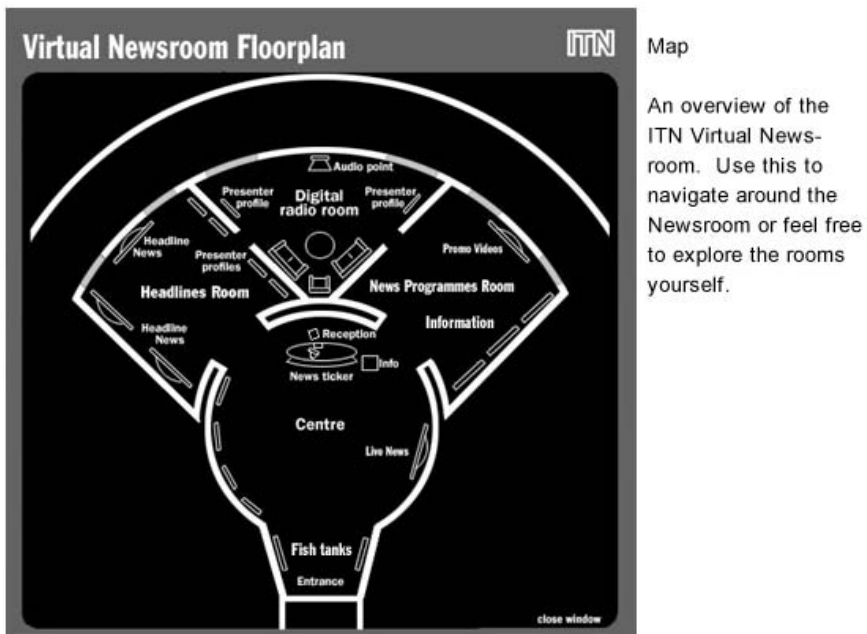 Virtual Newsroom Floorplan
ITN
Audio point
Presenter
profile
Digital
radio room
Presenter
profile
Headline
News
Presenter
profiles
Promo Videos
Headlines Room
News Programmes Room
Information
Headline
News
Reception
Info
News ticker
Centre
Live News
Fish tanks
Entrance
close window
Map
An overview of the
ITN Virtual News-
room. Use this to
navigate around the
Newsroom or feel free
to explore the rooms
yourself.